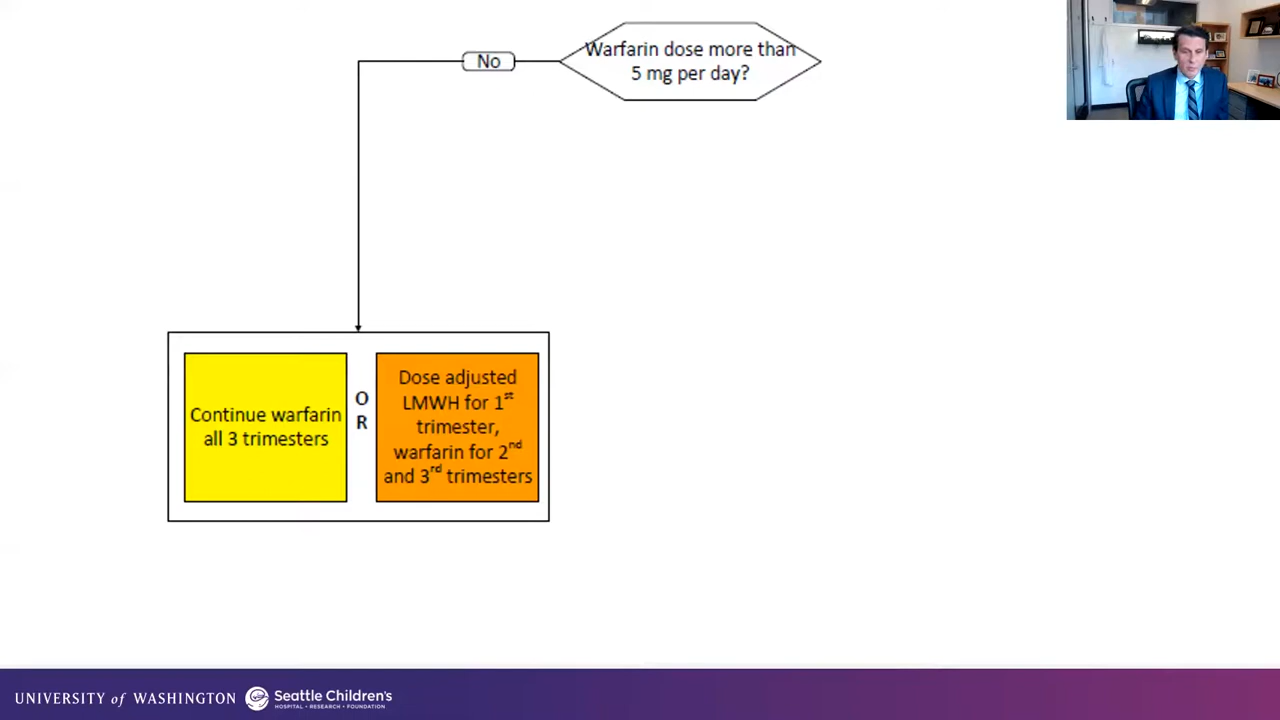 Warfarin dose more than
5 mg per day?
No
Continue warfarin
all 3 trimesters
O
R
Dose adjusted
LMWH for 1st
trimester,
warfarin for 2nd
and 3rd trimesters
UNIVERSITY of WASHINGTON
Seattle Children's
HOSPITAL • RESEARCH • FOUNDATION